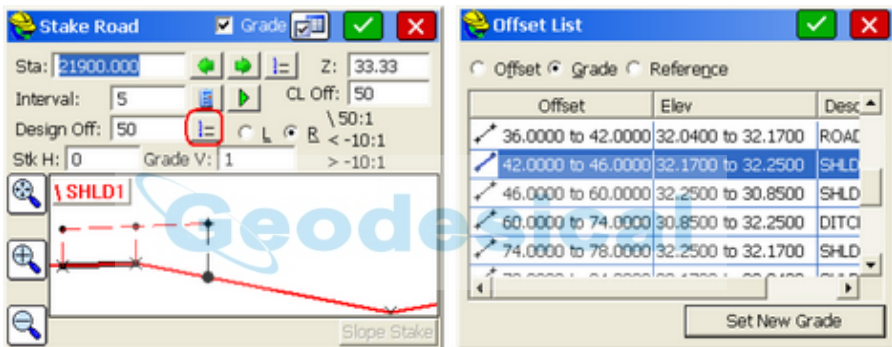 Stake Road
Grade
Sta: 21900.000
Z: 33.33
Interval: 5
CL Off: 50
Design Off: 50
L
R
\ 50:1
< -10:1
> -10:1
Stk H: 0
Grade V: 1
\ SHLD1
Slope Stake
Offset List
Offset
Grade
Reference
Offset Elev Desc
36.0000 to 42.0000 32.0400 to 32.1700 ROAD
42.0000 to 46.0000 32.1700 to 32.2500 SHLD
46.0000 to 60.0000 32.2500 to 30.8500 SHLD
60.0000 to 74.0000 30.8500 to 32.2500 DITCI
74.0000 to 78.0000 32.2500 to 32.1700 SHLD
Set New Grade
Geodesical